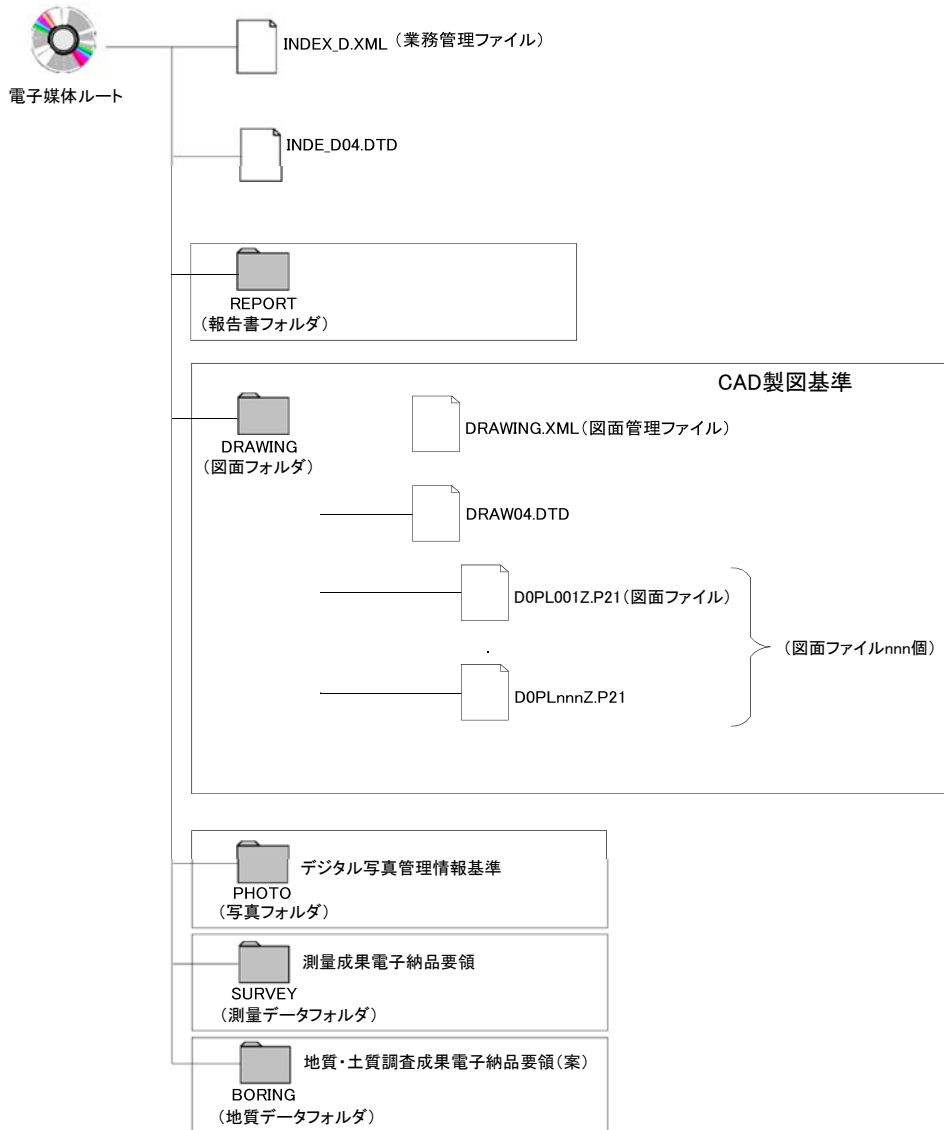 INDEX_D.XML（業務管理ファイル）
電子媒体ルート
INDE_D04.DTD
REPORT
（報告書フォルダ）
CAD製図基準
DRAWING
（図面フォルダ）
DRAWING.XML（図面管理ファイル）
DRAW04.DTD
D0PL001Z.P21（図面ファイル）
（図面ファイルnnn個）
D0PLnnnZ.P21
デジタル写真管理情報基準
PHOTO
（写真フォルダ）
測量成果電子納品要領
SURVEY
（測量データフォルダ）
地質・土質調査成果電子納品要領（案）
BORING
（地質データフォルダ）